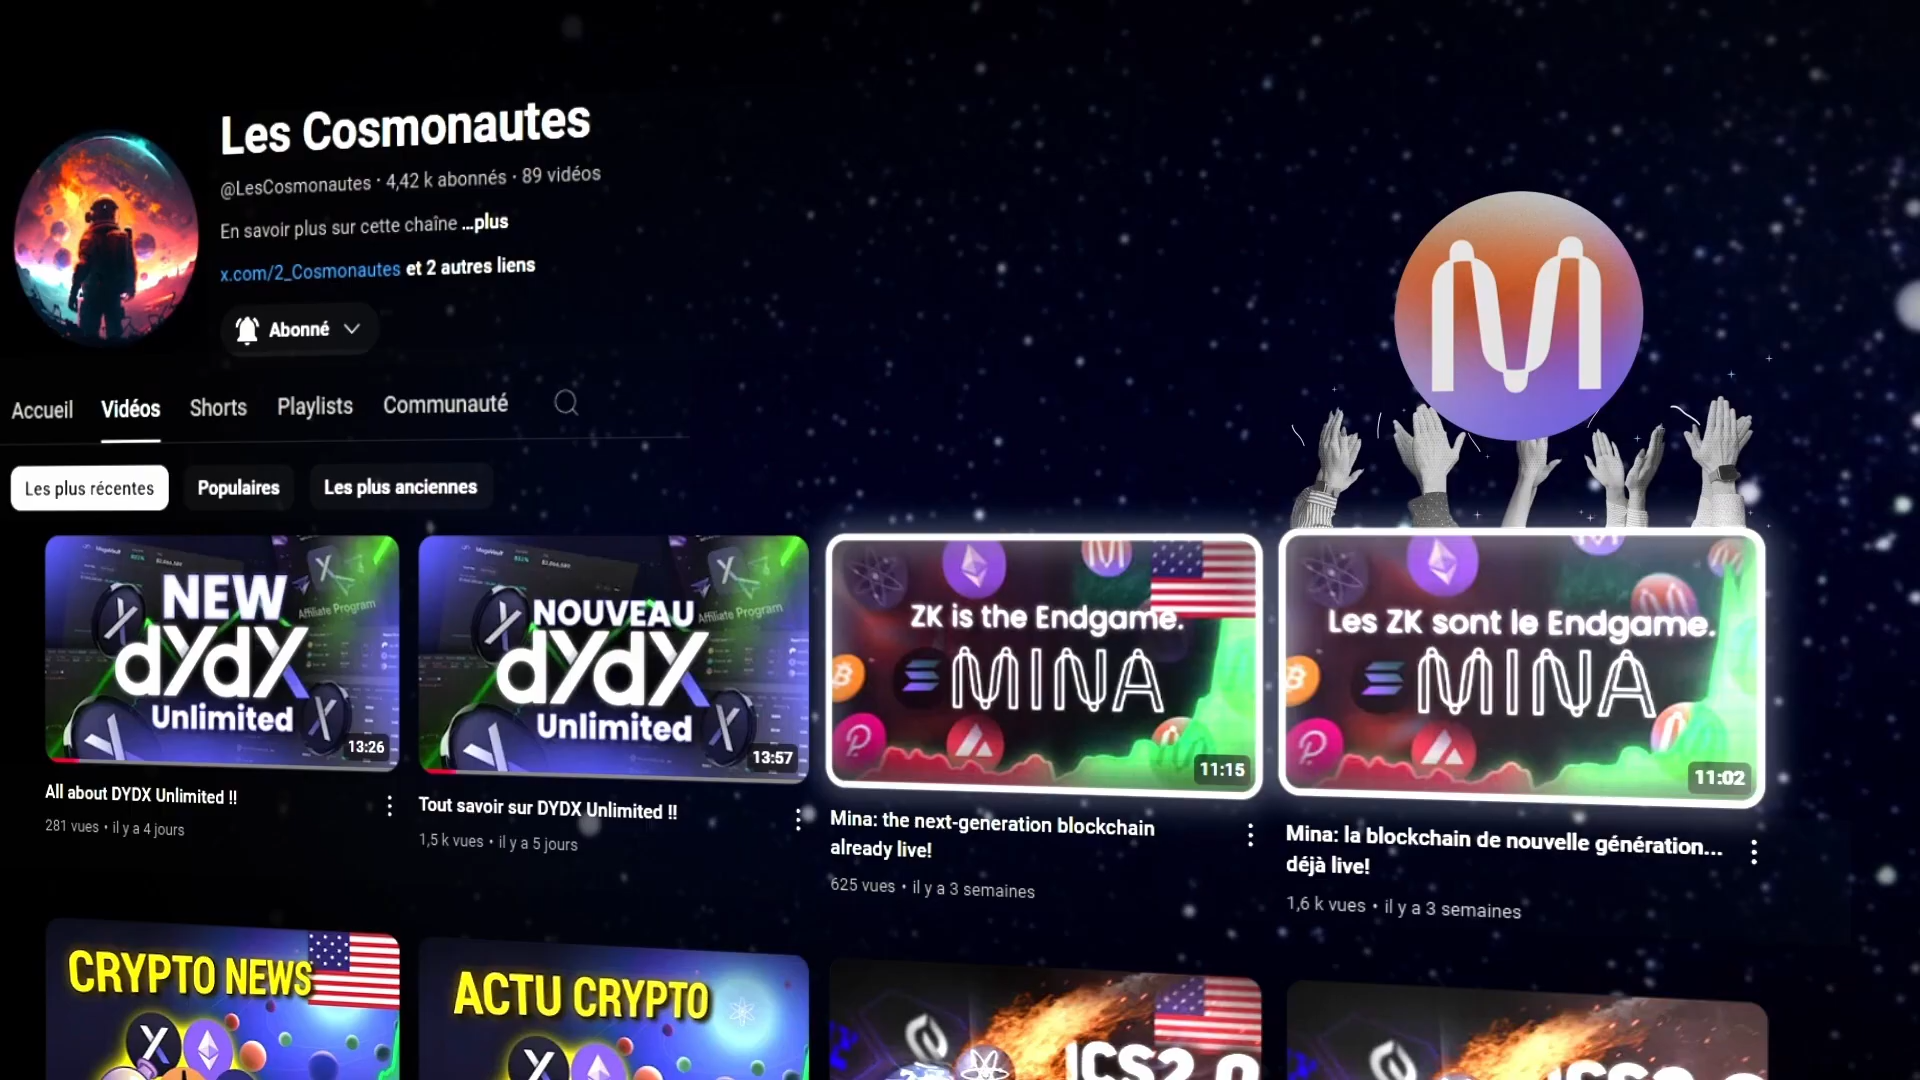 Les Cosmonautes
@LesCosmonautes · 4,42 k abonnés · 89 vidéos
En savoir plus sur cette chaîne ...plus
x.com/2_Cosmonautes et 2 autres liens
Abonné
Accueil Vidéos Shorts Playlists Communauté
Les plus récentes Populaires Les plus anciennes
NEW
dYdX
Unlimited
Affiliate Program
13:26
NOUVEAU
dYdX
Unlimited
Affiliate Program
13:57
ZK is the Endgame.
MINA
11:15
Les ZK sont le Endgame.
MINA
11:02
All about DYDX Unlimited !!
281 vues • il y a 4 jours
Tout savoir sur DYDX Unlimited !!
1,5 k vues • il y a 5 jours
Mina: the next-generation blockchain
already live!
625 vues • il y a 3 semaines
Mina: la blockchain de nouvelle génération...
déjà live!
1,6 k vues • il y a 3 semaines
CRYPTO NEWS
ACTU CRYPTO